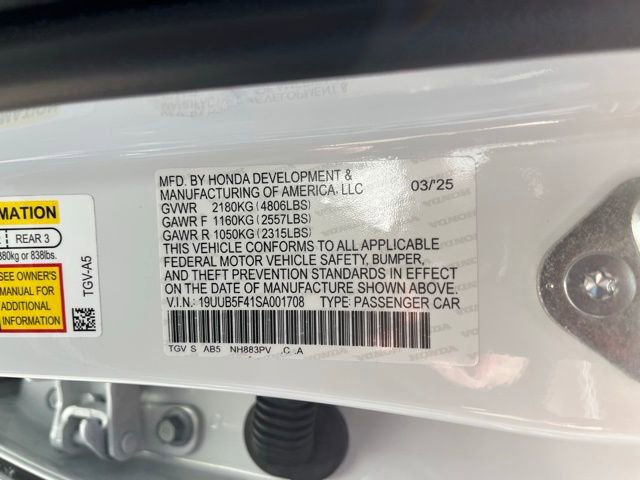 MFD. BY HONDA DEVELOPMENT & MANUFACTURING OF AMERICA, LLC 03/'25
GVWR 2180KG (4806LBS)
GAWR F 1160KG (2557LBS)
GAWR R 1050KG (2315LBS)
THIS VEHICLE CONFORMS TO ALL APPLICABLE
FEDERAL MOTOR VEHICLE SAFETY, BUMPER,
AND THEFT PREVENTION STANDARDS IN EFFECT
ON THE DATE OF MANUFACTURE SHOWN ABOVE.
V.I.N.: 19UUB5F41SA001708 TYPE: PASSENGER CAR
TGV S AB5 NH883PV .C .A
MATION
REAR 3
380kg or 838lbs.
SEE OWNER'S
MANUAL FOR
ADDITIONAL
INFORMATION
TGV-A5